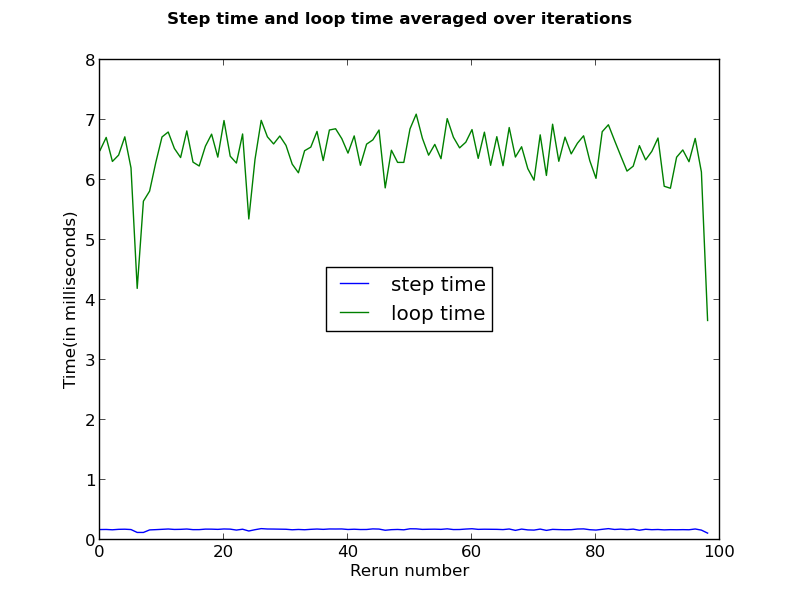 Step time and loop time averaged over iterations
8
7
6
5
4
3
2
1
0
Time(in milliseconds)
step time
loop time
0 20 40 60 80 100
Rerun number